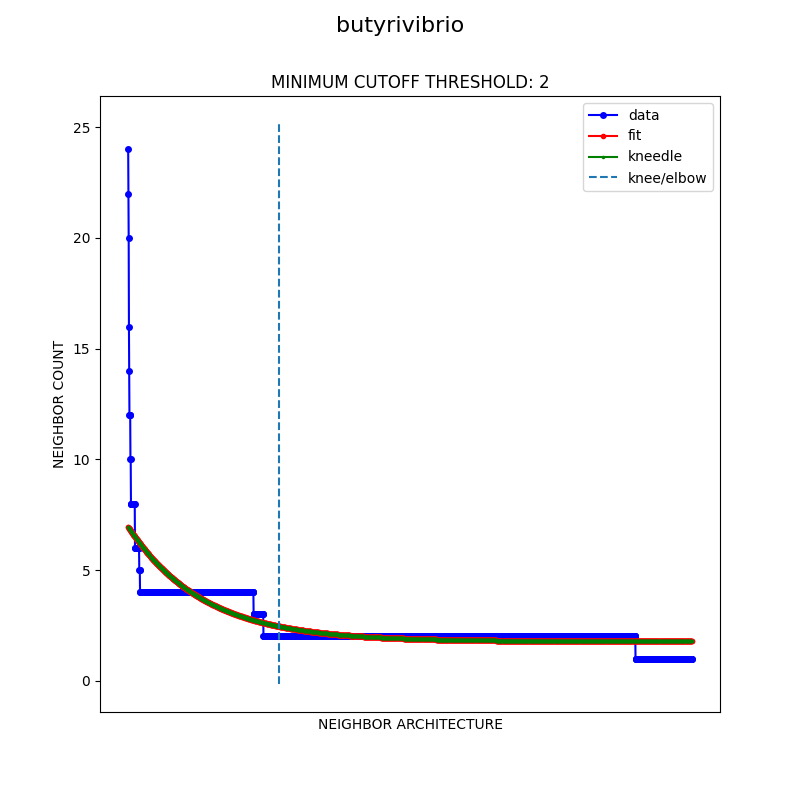 butyrivibrio
MINIMUM CUTOFF THRESHOLD: 2
data
fit
kneedle
knee/elbow
25
20
15
10
5
0
NEIGHBOR COUNT
NEIGHBOR ARCHITECTURE